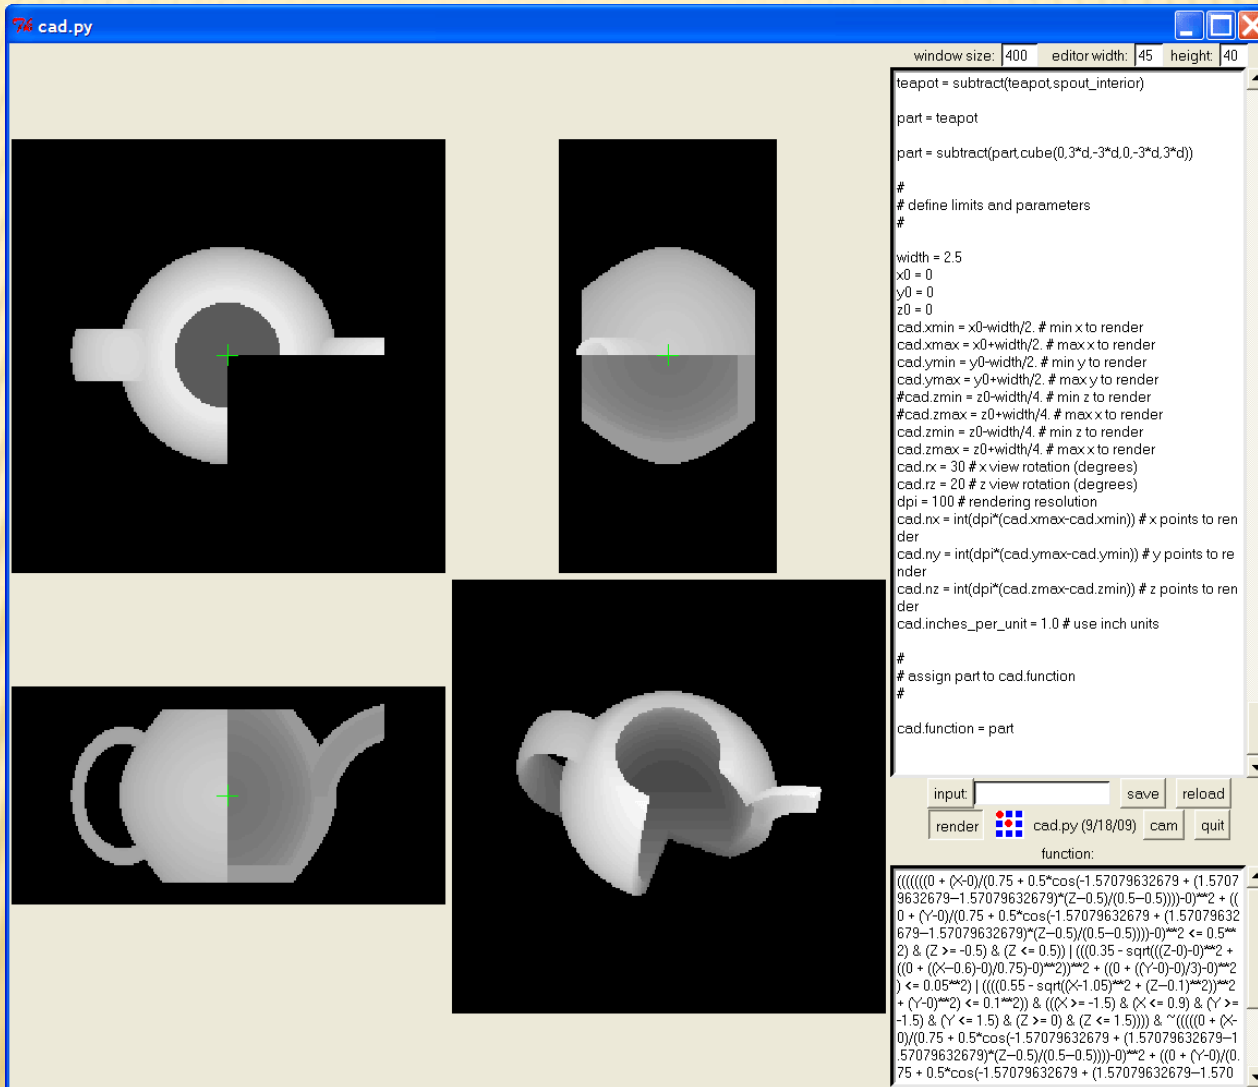 cad.py
window size: 400 editor width: 45 height: 40
teapot = subtract(teapot,spout_interior)
part = teapot
part = subtract(part,cube(0,3*d,-3*d,0,-3*d,3*d))
#
# define limits and parameters
#
width = 2.5
x0 = 0
y0 = 0
z0 = 0
cad.xmin = x0-width/2. # min x to render
cad.xmax = x0+width/2. # max x to render
cad.ymin = y0-width/2. # min y to render
cad.ymax = y0+width/2. # max y to render
#cad.zmin = z0-width/4. # min z to render
#cad.zmax = z0+width/4. # max x to render
cad.zmin = z0-width/4. # min z to render
cad.zmax = z0+width/4. # max x to render
cad.rx = 30 # x view rotation (degrees)
cad.rz = 20 # z view rotation (degrees)
dpi = 100 # rendering resolution
cad.nx = int(dpi*(cad.xmax-cad.xmin)) # x points to ren
der
cad.ny = int(dpi*(cad.ymax-cad.ymin)) # y points to re
nder
cad.nz = int(dpi*(cad.zmax-cad.zmin)) # z points to ren
der
cad.inches_per_unit = 1.0 # use inch units
#
# assign part to cad.function
#
cad.function = part
input: save reload
render cad.py (9/18/09) cam quit
function:
(((((((0 + (X-0)/(0.75 + 0.5*cos(-1.57079632679 + (1.5707
9632679--1.57079632679)*(Z--0.5)/(0.5--0.5))))-0)**2 + ((
0 + (Y-0)/(0.75 + 0.5*cos(-1.57079632679 + (1.57079632
679--1.57079632679)*(Z--0.5)/(0.5--0.5))))-0)**2 <= 0.5**
2) & (Z >= -0.5) & (Z <= 0.5)) | (((0.35 - sqrt(((Z-0)-0)**2 +
((0 + ((X--0.6)-0)/0.75)-0)**2))**2 + ((0 + ((Y-0)-0)/3)-0)**2
) <= 0.05**2) | ((((0.55 - sqrt((X-1.05)**2 + (Z--0.1)**2))**2
+ (Y-0)**2) <= 0.1**2)) & (((X >= -1.5) & (X <= 0.9) & (Y >=
-1.5) & (Y <= 1.5) & (Z >= 0) & (Z <= 1.5)))) & ~(((((0 + (X-
0)/(0.75 + 0.5*cos(-1.57079632679 + (1.57079632679--1
.57079632679)*(Z--0.5)/(0.5--0.5))))-0)**2 + ((0 + (Y-0)/(0.
75 + 0.5*cos(-1.57079632679 + (1.57079632679--1.570